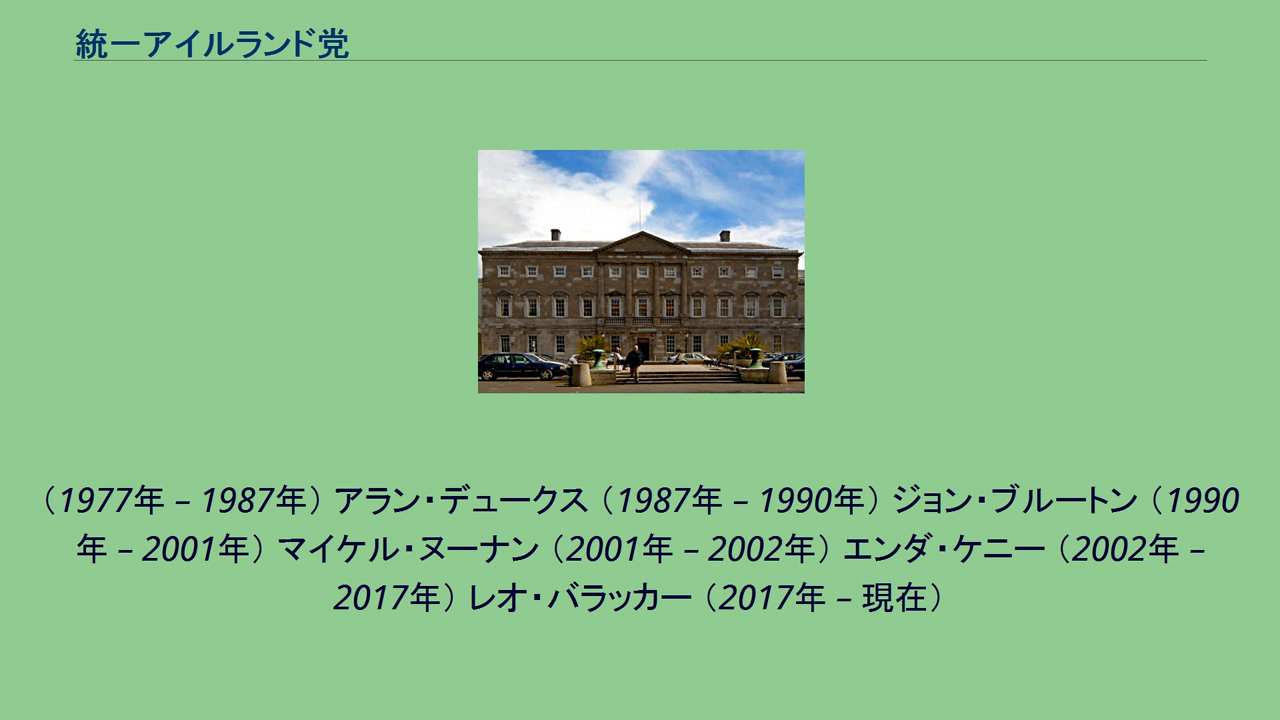 統一アイルランド党
（1977年 – 1987年） アラン・デュークス （1987年 – 1990年） ジョン・ブルートン （1990
年 – 2001年） マイケル・ヌーナン （2001年 – 2002年） エンダ・ケニー （2002年 –
2017年） レオ・バラッカー （2017年 – 現在）